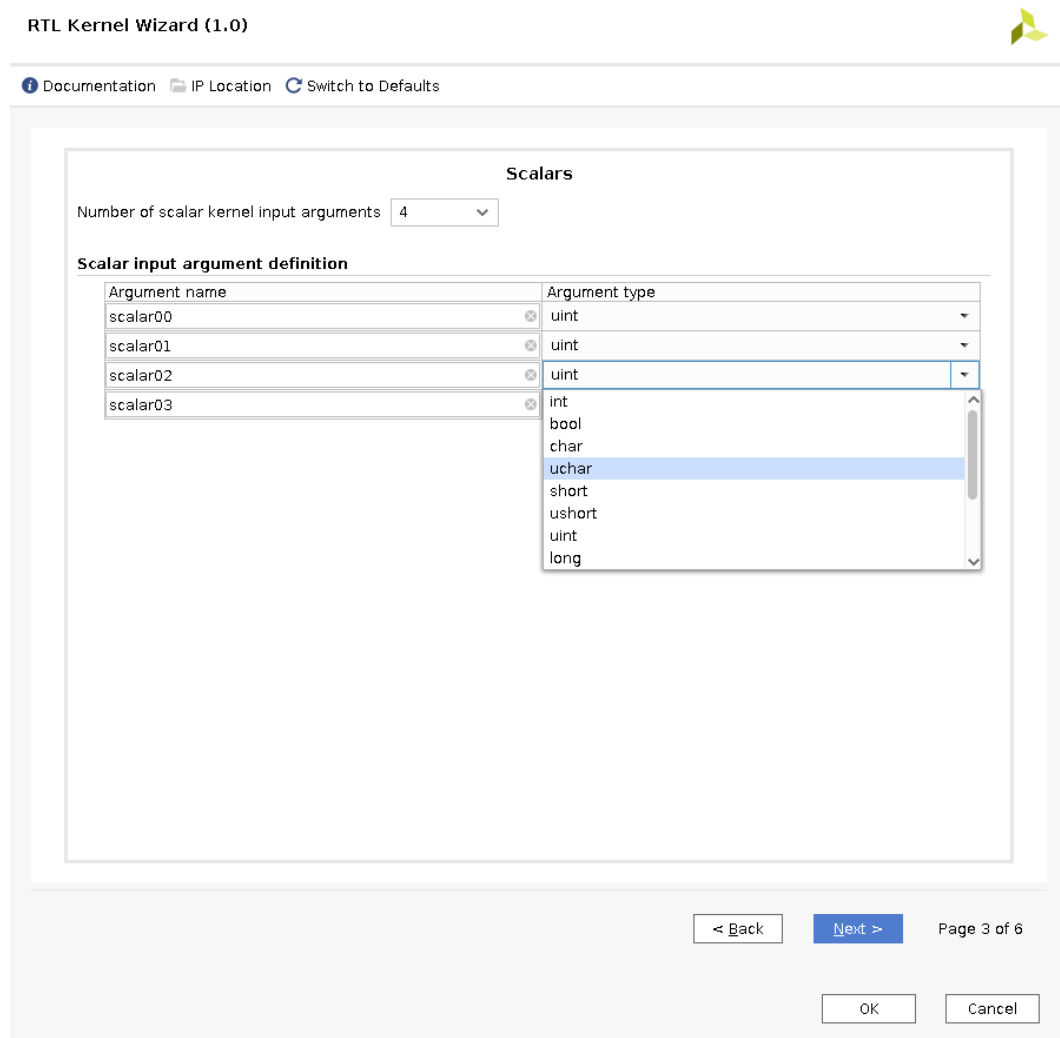 RTL Kernel Wizard (1.0)
Documentation IP Location Switch to Defaults
Scalars
Number of scalar kernel input arguments 4
Scalar input argument definition
Argument name Argument type
scalar00 uint
scalar01 uint
scalar02 uint
scalar03
int
bool
char
uchar
short
ushort
uint
long
< Back Next > Page 3 of 6
OK Cancel